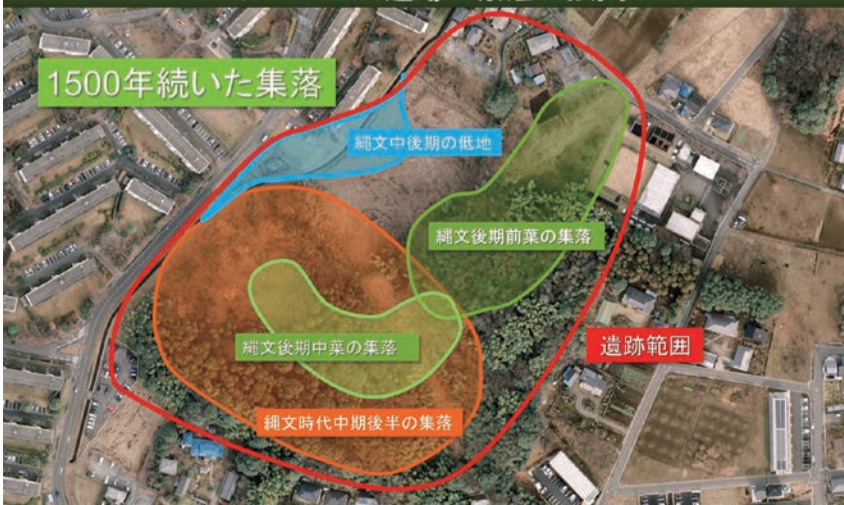 1500年続いた集落
縄文中後期の低地
縄文後期前葉の集落
縄文後期中葉の集落
遺跡範囲
縄文時代中期後半の集落